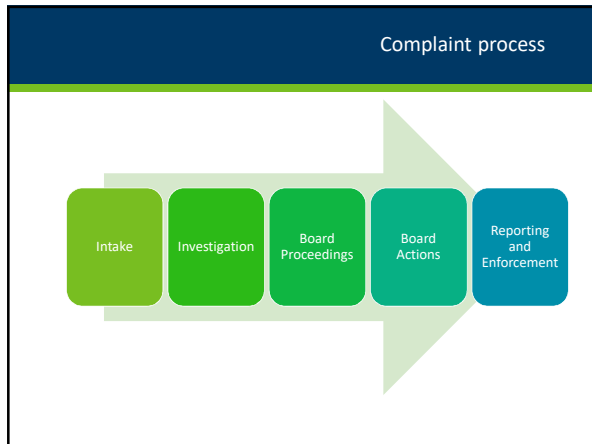 Complaint process
Intake
Investigation
Board
Proceedings
Board
Actions
Reporting
and
Enforcement